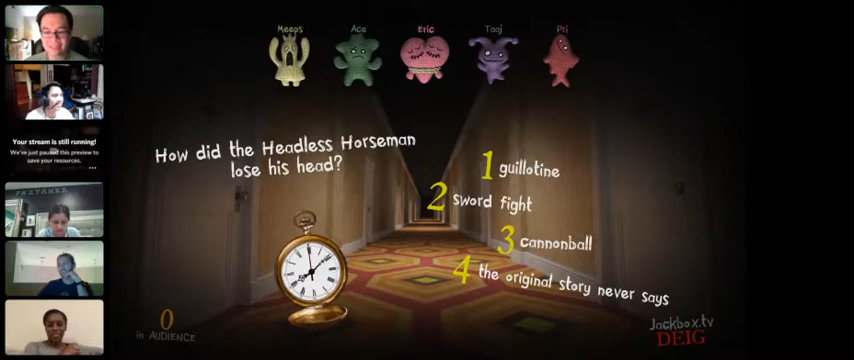 Meeps
Ace
Eric
Taaj
Pri
How did the Headless Horseman
lose his head?
1 guillotine
2 sword fight
3 cannonball
4 the original story never says
Your stream is still running!
We've just paused this preview to
save your resources.
PRIYANKA
0
in AUDIENCE
Jackbox.tv
DEIG